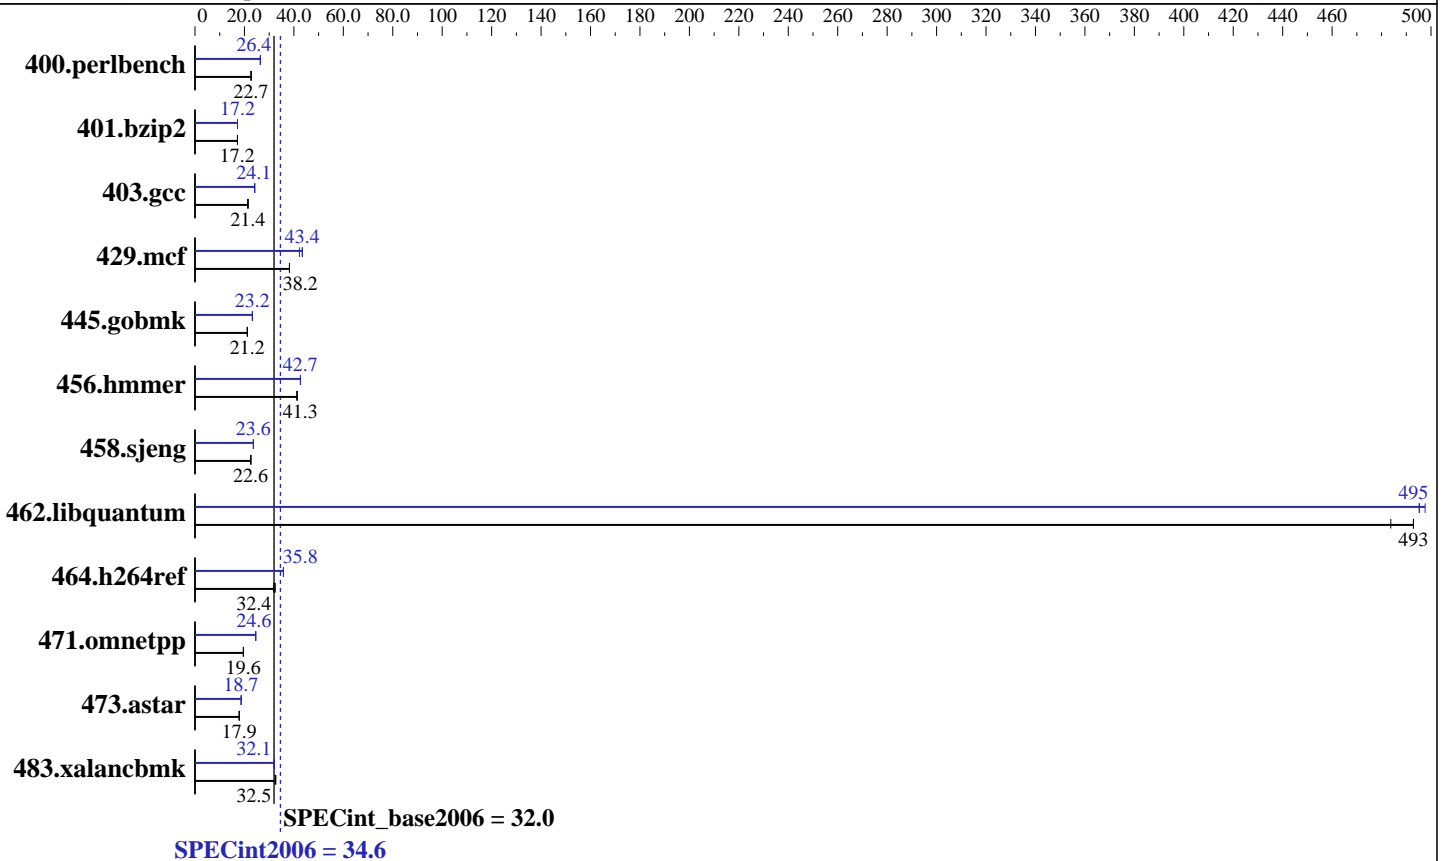 0 20.0 40.0 60.0 80.0 100 120 140 160 180 200 220 240 260 280 300 320 340 360 380 400 420 440 460 500
400.perlbench
26.4
22.7
401.bzip2
17.2
17.2
403.gcc
24.1
21.4
429.mcf
43.4
38.2
445.gobmk
23.2
21.2
456.hmmer
42.7
41.3
458.sjeng
23.6
22.6
462.libquantum
495
493
464.h264ref
35.8
32.4
471.omnetpp
24.6
19.6
473.astar
18.7
17.9
483.xalancbmk
32.1
32.5
SPECint_base2006 = 32.0
SPECint2006 = 34.6